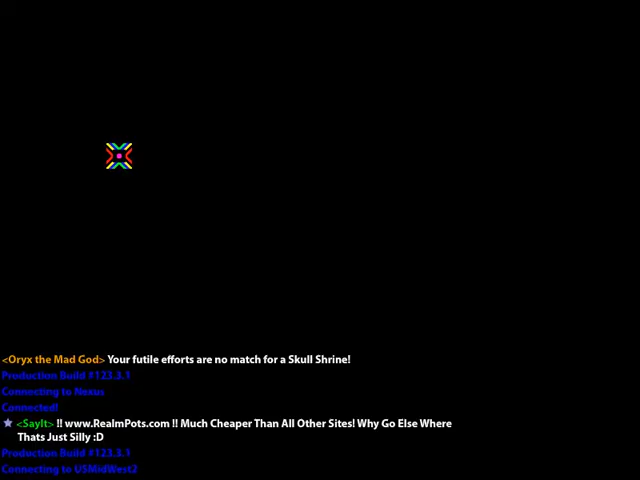 <Oryx the Mad God> Your futile efforts are no match for a Skull Shrine!
Production Build #123.3.1
Connecting to Nexus
Connected!
<SayIt> !! www.RealmPots.com !! Much Cheaper Than All Other Sites! Why Go Else Where
Thats Just Silly :D
Production Build #123.3.1
Connecting to USMidWest2